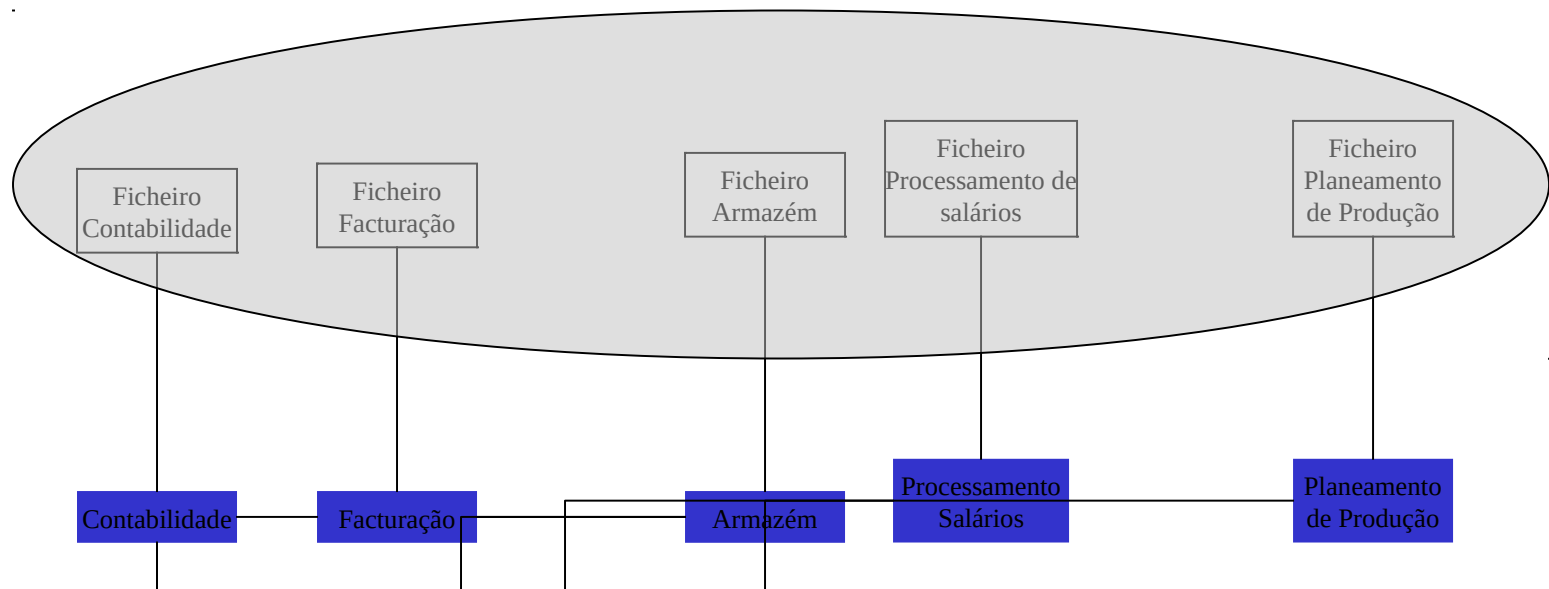 Ficheiro
Contabilidade
Ficheiro
Facturação
Ficheiro
Armazém
Ficheiro
Processamento de
salários
Ficheiro
Planeamento
de Produção
Contabilidade
Facturação
Armazém
Processamento
Salários
Planeamento
de Produção